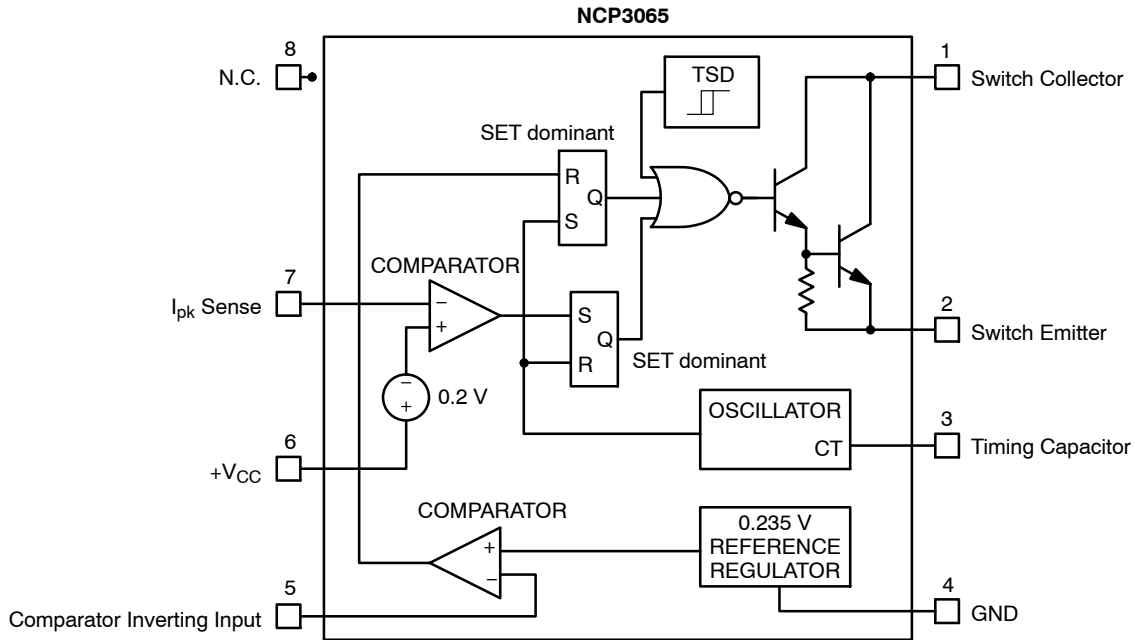 NCP3065
8
N.C.
1
Switch Collector
TSD
SET dominant
R
Q
S
COMPARATOR
7
Ipk Sense
−
+
S
Q
R
2
Switch Emitter
SET dominant
−
+
0.2 V
OSCILLATOR
CT
3
Timing Capacitor
6
+VCC
COMPARATOR
+
−
0.235 V
REFERENCE
REGULATOR
5
Comparator Inverting Input
4
GND